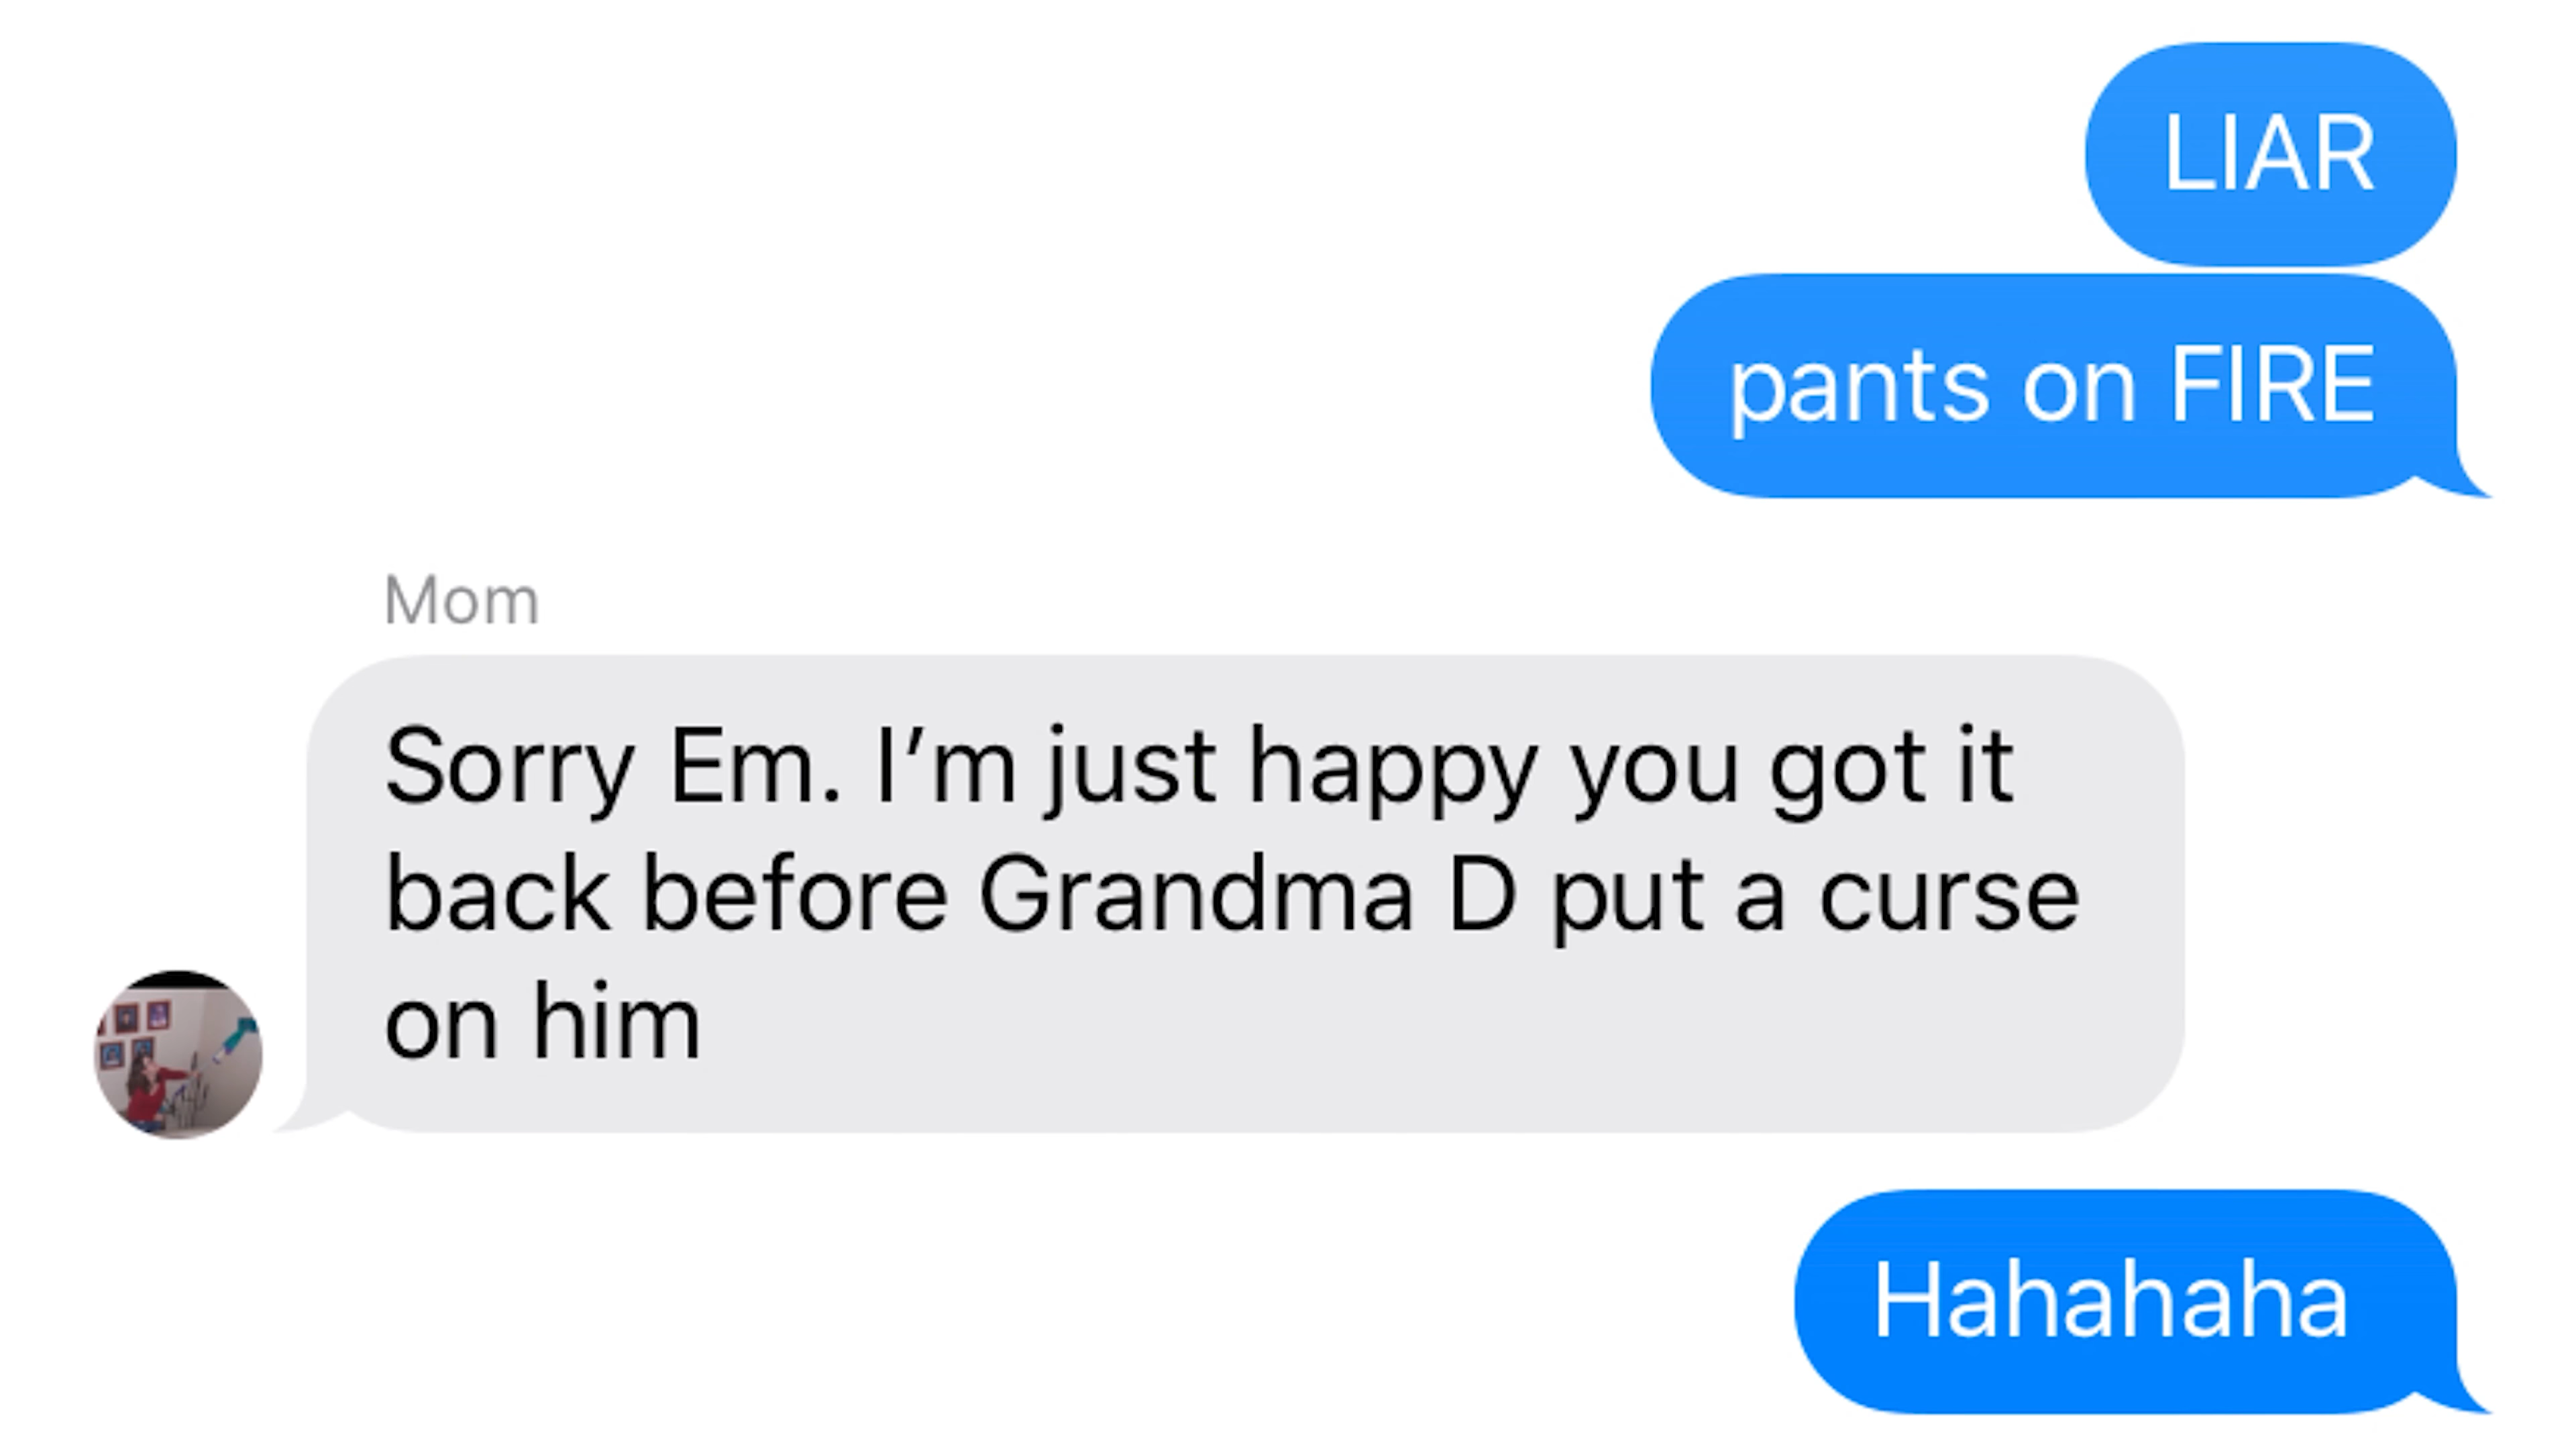 LIAR
pants on FIRE
Mom
Sorry Em. I’m just happy you got it
back before Grandma D put a curse
on him
Hahahaha